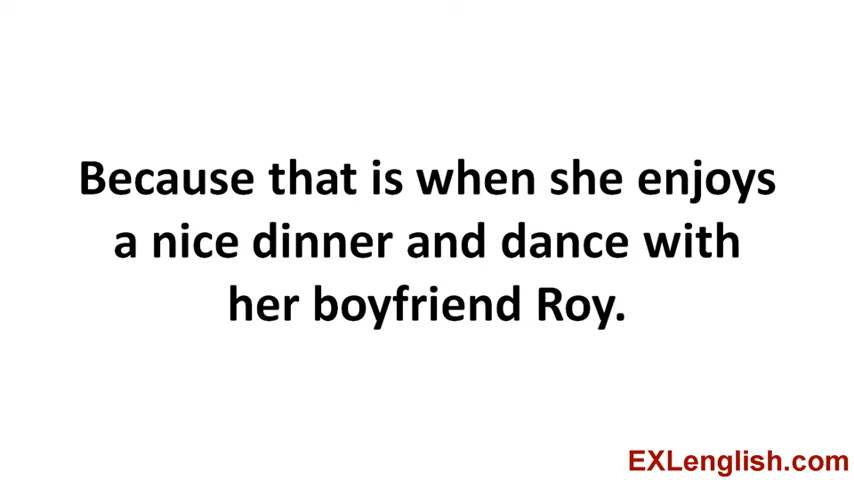 Because that is when she enjoys
a nice dinner and dance with
her boyfriend Roy.
EXLenglish.com